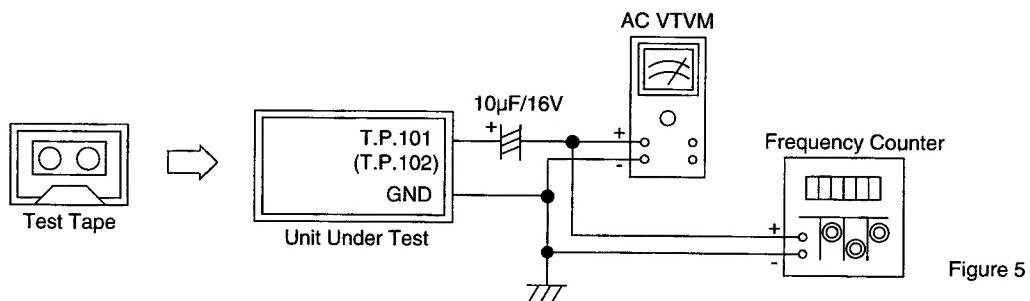 AC VTVM
10µF/16V
+
T.P.101
(T.P.102)
GND
+
-
Frequency Counter
+
-
Test Tape
Unit Under Test
Figure 5